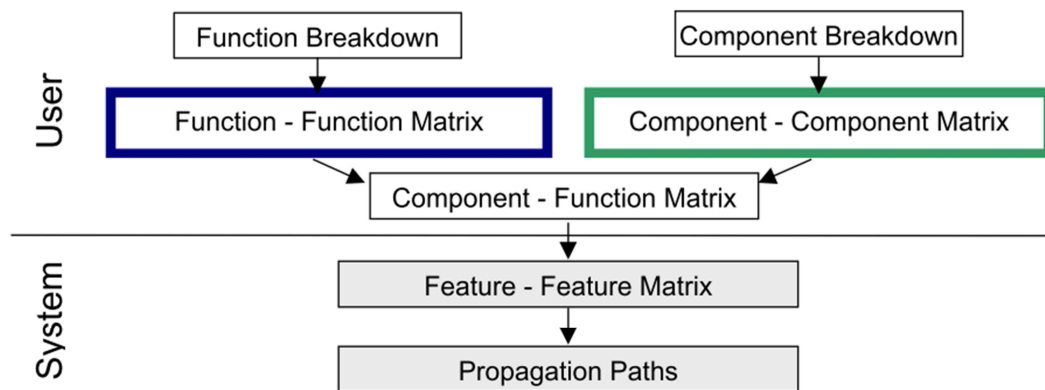 Function Breakdown
Component Breakdown
User
Function - Function Matrix
Component - Component Matrix
Component - Function Matrix
System
Feature - Feature Matrix
Propagation Paths